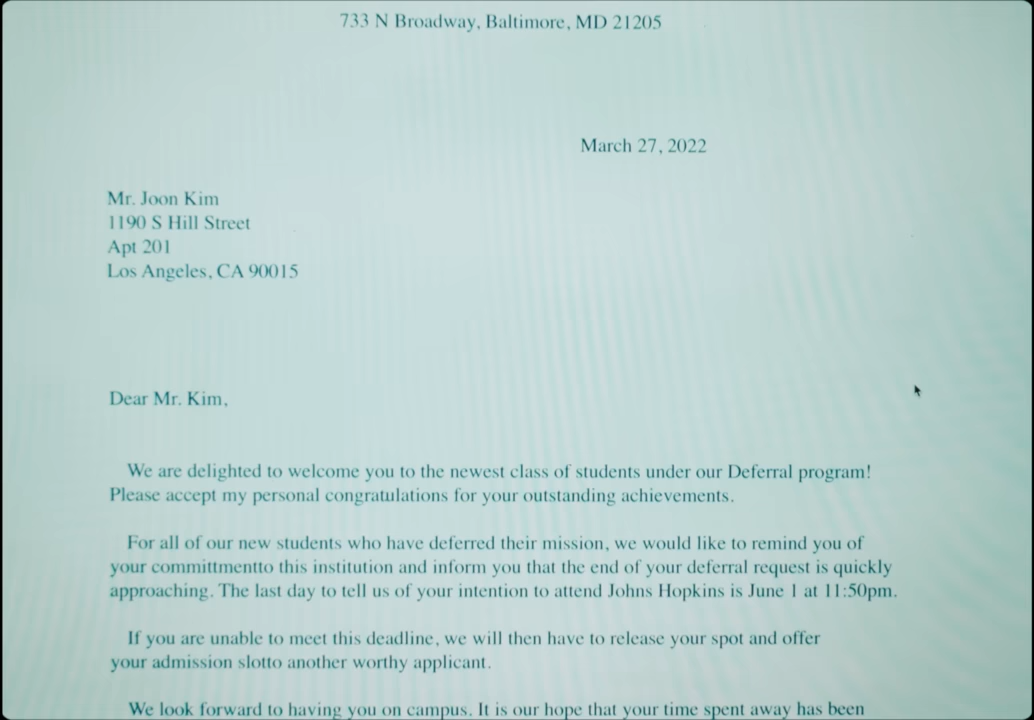 733 N Broadway, Baltimore, MD 21205
March 27, 2022
Mr. Joon Kim
1190 S Hill Street
Apt 201
Los Angeles, CA 90015
Dear Mr. Kim,
We are delighted to welcome you to the newest class of students under our Deferral program!
Please accept my personal congratulations for your outstanding achievements.
For all of our new students who have deferred their mission, we would like to remind you of
your committmentto this institution and inform you that the end of your deferral request is quickly
approaching. The last day to tell us of your intention to attend Johns Hopkins is June 1 at 11:50pm.
If you are unable to meet this deadline, we will then have to release your spot and offer
your admission slotto another worthy applicant.
We look forward to having you on campus. It is our hope that your time spent away has been